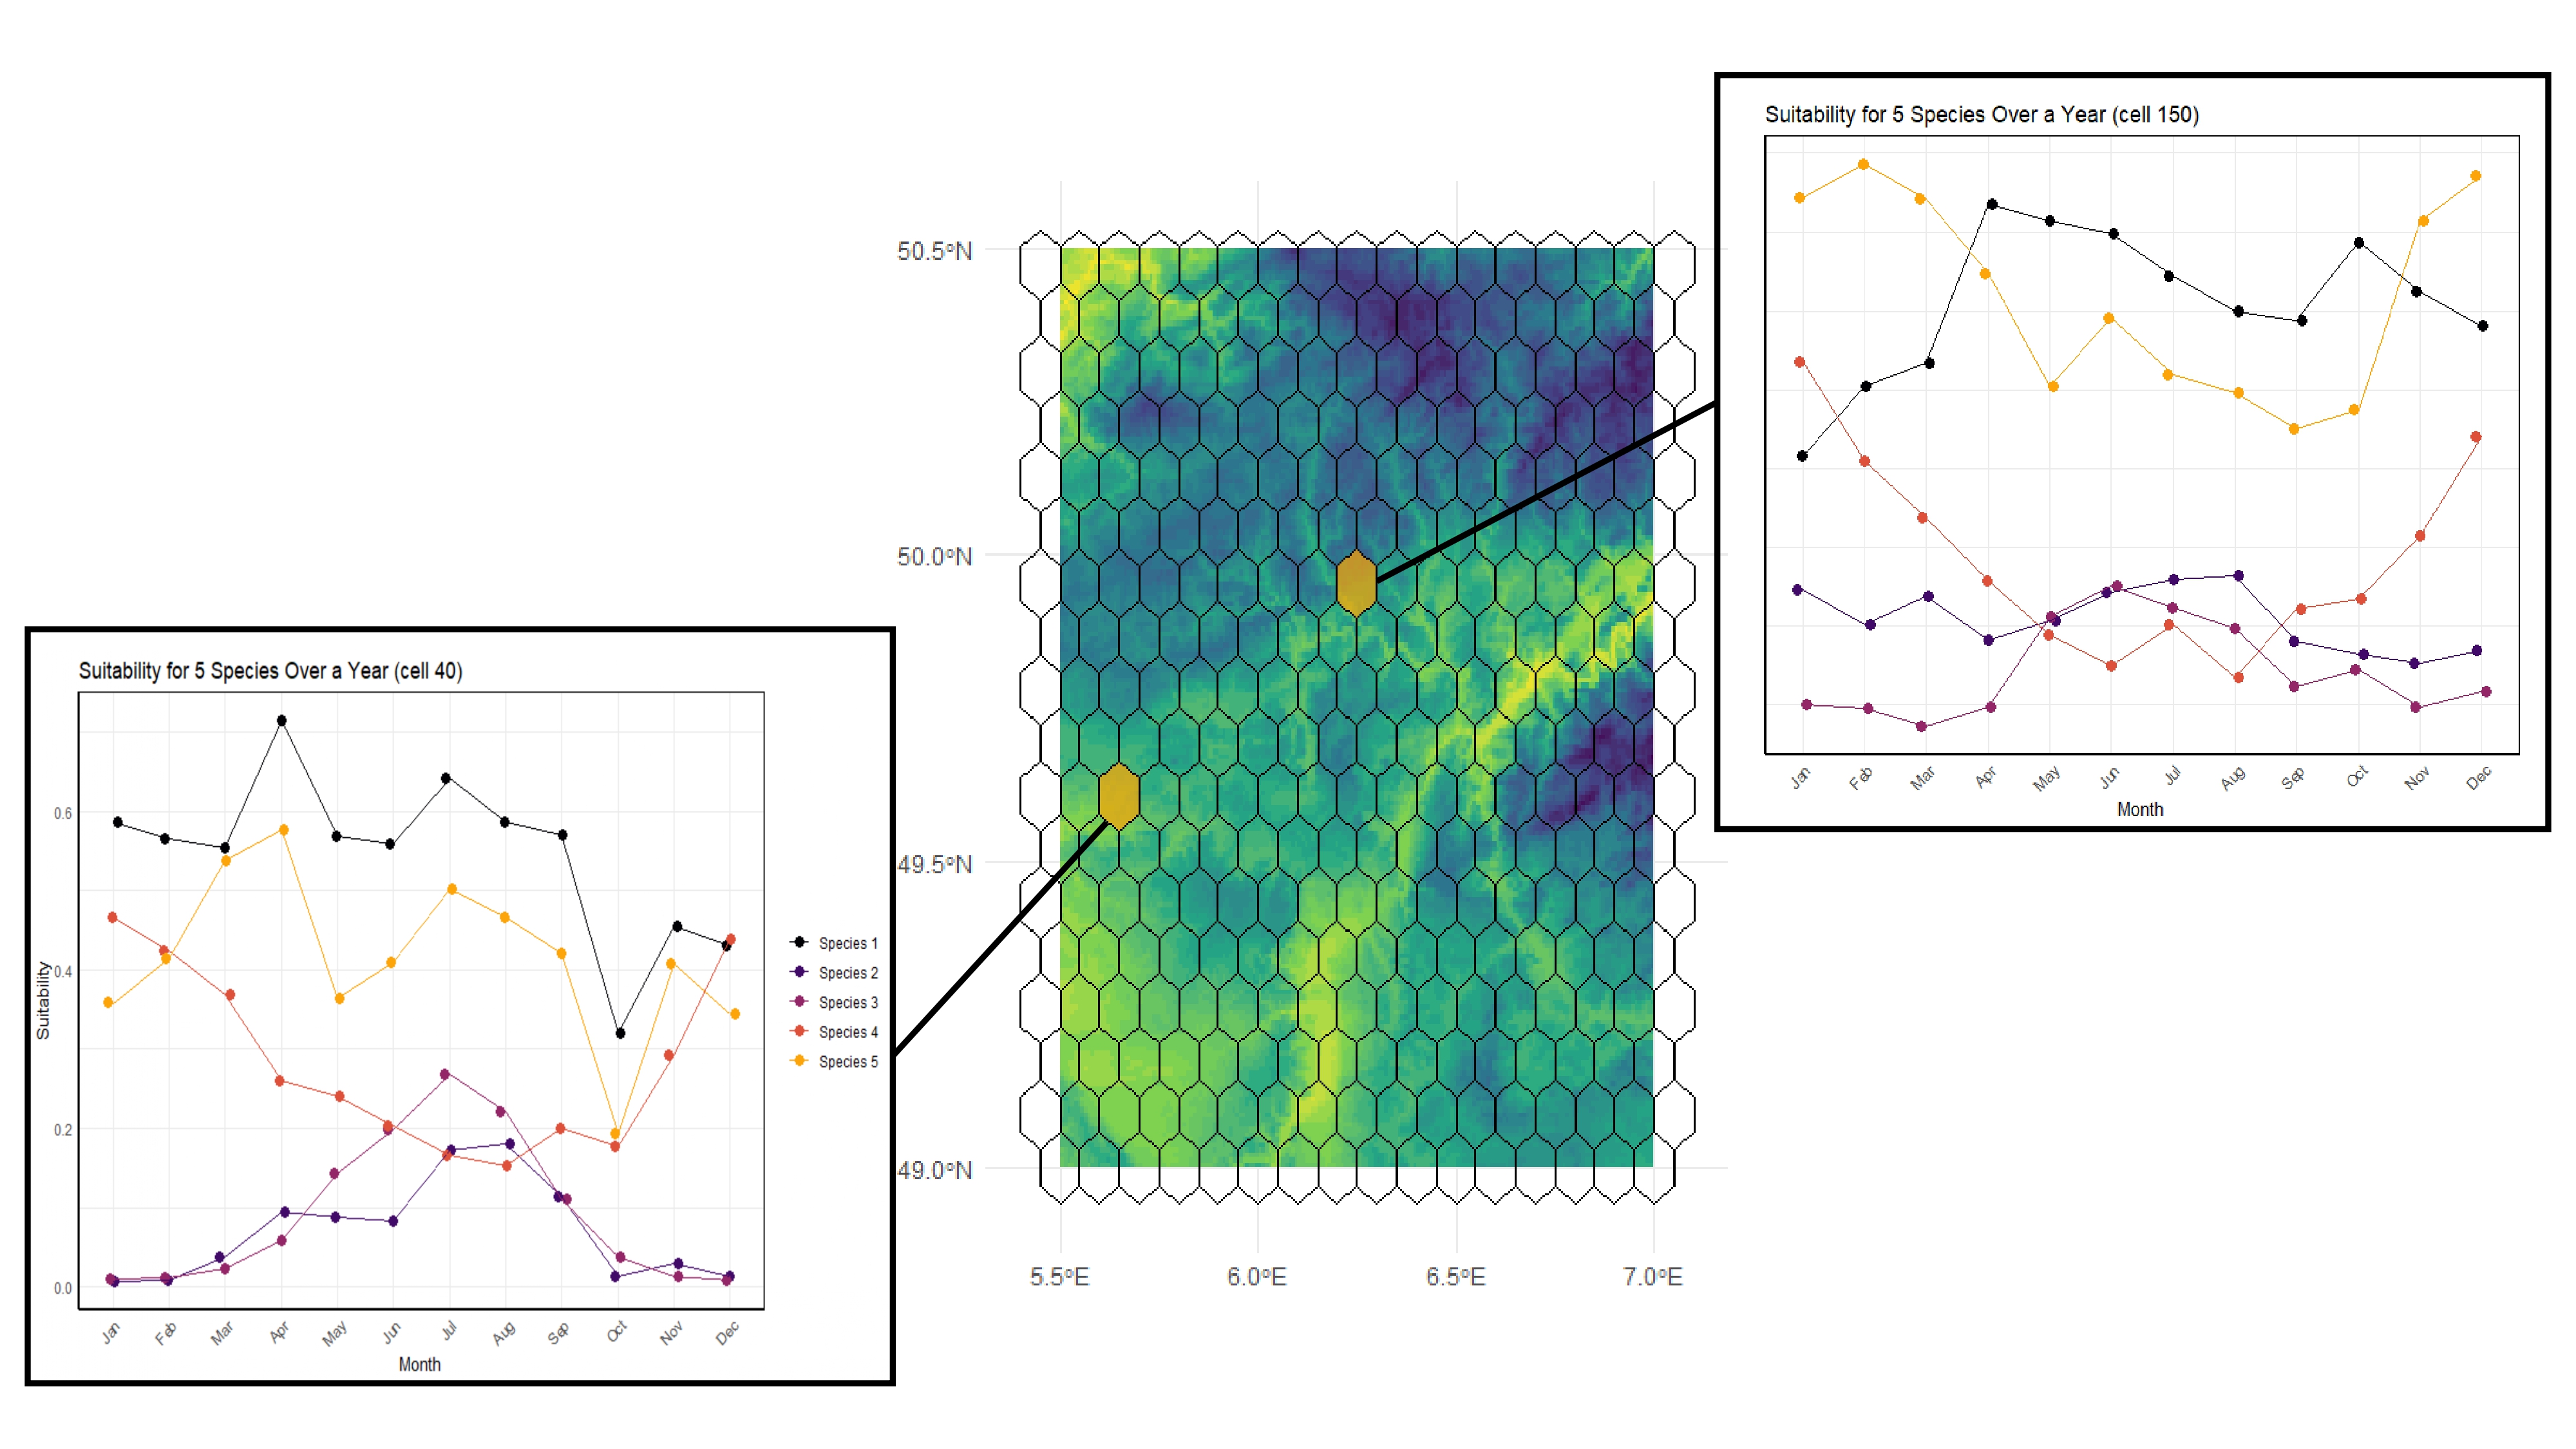 Suitability for 5 Species Over a Year (cell 150)
Jan Feb Mar Apr May Jun Jul Aug Sep Oct Nov Dec
Month
50.5°N
50.0°N
49.5°N
49.0°N
5.5°E 6.0°E 6.5°E 7.0°E
Suitability for 5 Species Over a Year (cell 40)
Suitability
0.6
0.4
0.2
0.0
Jan Feb Mar Apr May Jun Jul Aug Sep Oct Nov Dec
Month
Species 1
Species 2
Species 3
Species 4
Species 5